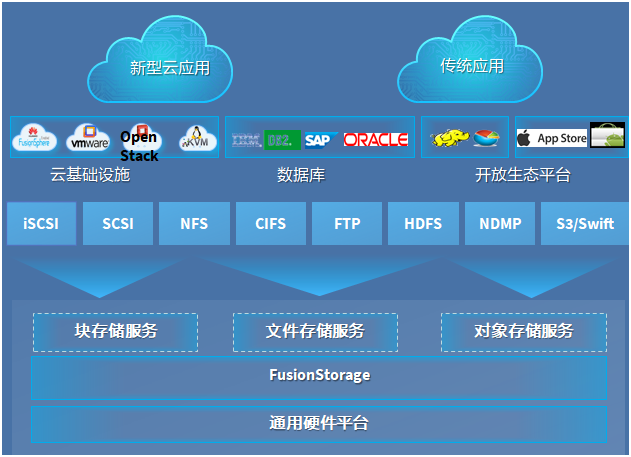 新型云应用
传统应用
FusionSphere
vmware
Open
Stack
KVM
IBM
DB2.
SAP
ORACLE
App Store
云基础设施
数据库
开放生态平台
iSCSI
SCSI
NFS
CIFS
FTP
HDFS
NDMP
S3/Swift
块存储服务
文件存储服务
对象存储服务
FusionStorage
通用硬件平台